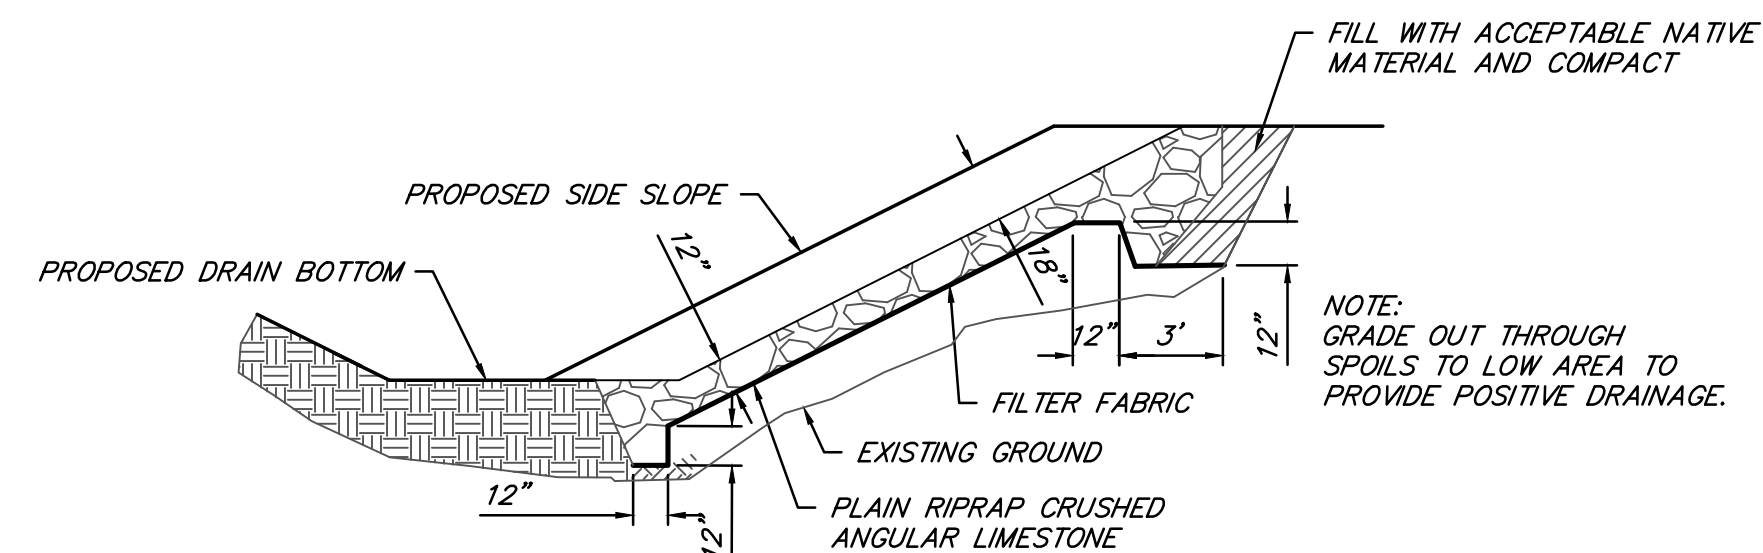 FILL WITH ACCEPTABLE NATIVE
MATERIAL AND COMPACT
PROPOSED SIDE SLOPE
12"
PROPOSED DRAIN BOTTOM
18"
12"
3'
12"
NOTE:
GRADE OUT THROUGH
SPOILS TO LOW AREA TO
PROVIDE POSITIVE DRAINAGE.
FILTER FABRIC
EXISTING GROUND
12"
PLAIN RIPRAP CRUSHED
ANGULAR LIMESTONE
12"